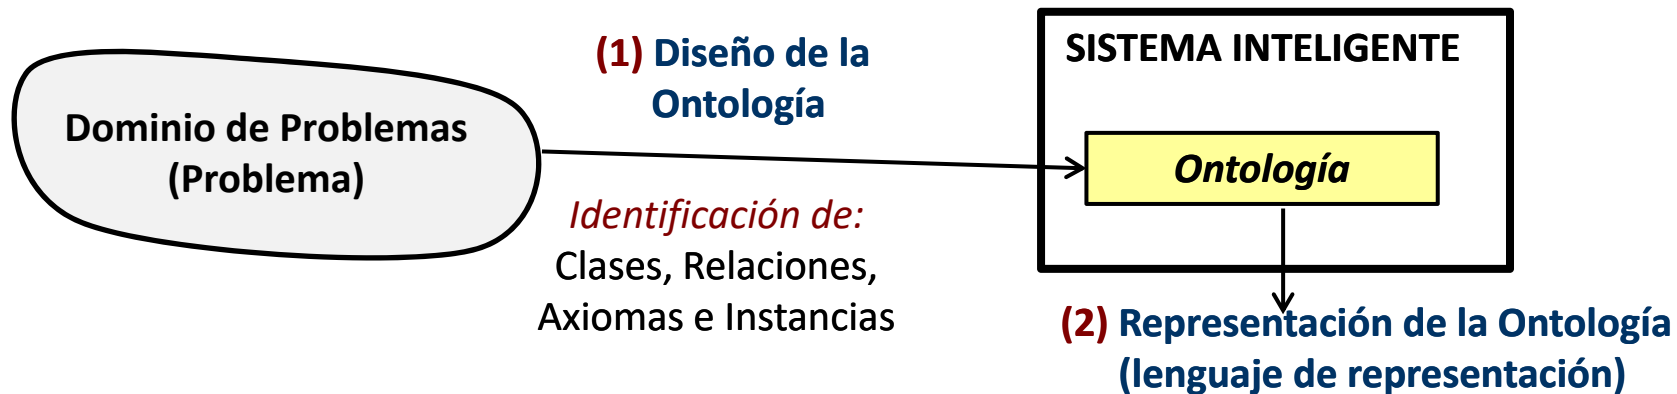 Dominio de Problemas
(Problema)
(1) Diseño de la
Ontología
Identificación de:
Clases, Relaciones,
Axiomas e Instancias
SISTEMA INTELIGENTE
Ontología
(2) Representación de la Ontología
(lenguaje de representación)